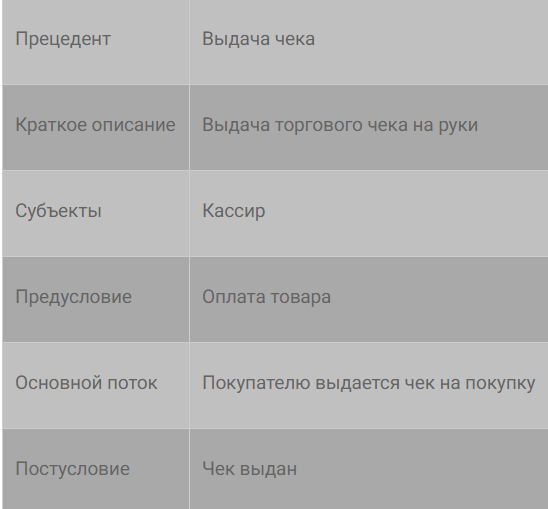 Прецедент Выдача чека
Краткое описание Выдача торгового чека на руки
Субъекты Кассир
Предусловие Оплата товара
Основной поток Покупателю выдается чек на покупку
Постусловие Чек выдан